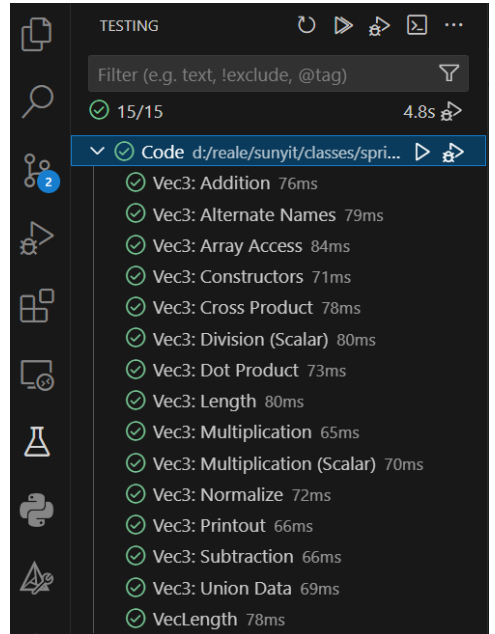 TESTING
Filter (e.g. text, !exclude, @tag)
15/15 4.8s
Code d:/reale/sunyit/classes/spri...
2
Vec3: Addition 76ms
Vec3: Alternate Names 79ms
Vec3: Array Access 84ms
Vec3: Constructors 71ms
Vec3: Cross Product 78ms
Vec3: Division (Scalar) 80ms
Vec3: Dot Product 73ms
Vec3: Length 80ms
Vec3: Multiplication 65ms
Vec3: Multiplication (Scalar) 70ms
Vec3: Normalize 72ms
Vec3: Printout 66ms
Vec3: Subtraction 66ms
Vec3: Union Data 69ms
VecLength 78ms